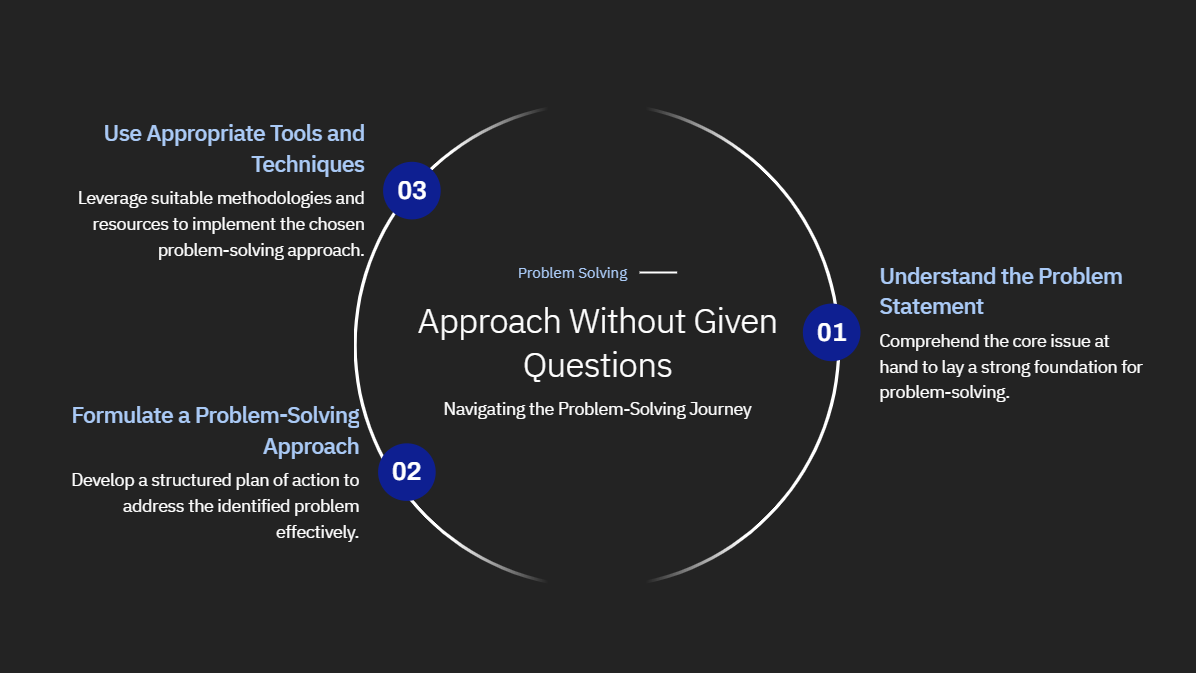 Problem Solving
Approach Without Given
Questions
Navigating the Problem-Solving Journey
01
Understand the Problem
Statement
Comprehend the core issue at
hand to lay a strong foundation for
problem-solving.
02
Formulate a Problem-Solving
Approach
Develop a structured plan of action to
address the identified problem
effectively.
03
Use Appropriate Tools and
Techniques
Leverage suitable methodologies and
resources to implement the chosen
problem-solving approach.